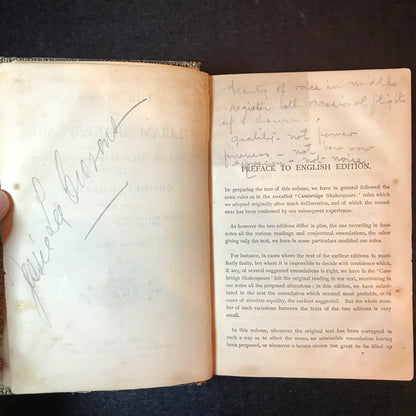 beauty of voice in middle
register with occasional flights
up & down.
quality - not power
- not bow wow
- not noise.
PREFACE TO ENGLISH EDITION.
In preparing the text of this volume, we have in general followed the
same rules as in the so-called 'Cambridge Shakespeare:' rules which
we adopted originally after much deliberation, and of which the sound-
ness has been confirmed by our subsequent experience.
As however the two editions differ in plan, the one recording in foot-
notes all the various readings and conjectural emendations, the other
giving only the text, we have in some particulars modified our rules.
For instance, in cases where the text of the earliest editions is mani-
festly faulty, but where it is impossible to decide with confidence which,
if any, of several suggested emendations is right, we have in the 'Cam-
bridge Shakespeare' left the original reading in our text, mentioning in
our notes all the proposed alterations: in this edition, we have substi-
tuted in the text the emendation which seemed most probable, or in
cases of absolute equality, the earliest suggested. But the whole number
of such variations between the texts of the two editions is very
small.
In this volume, whenever the original text has been corrupted in
such a way as to affect the sense, no admissible emendation having
been proposed, or whenever a lacuna occurs too great to be filled up